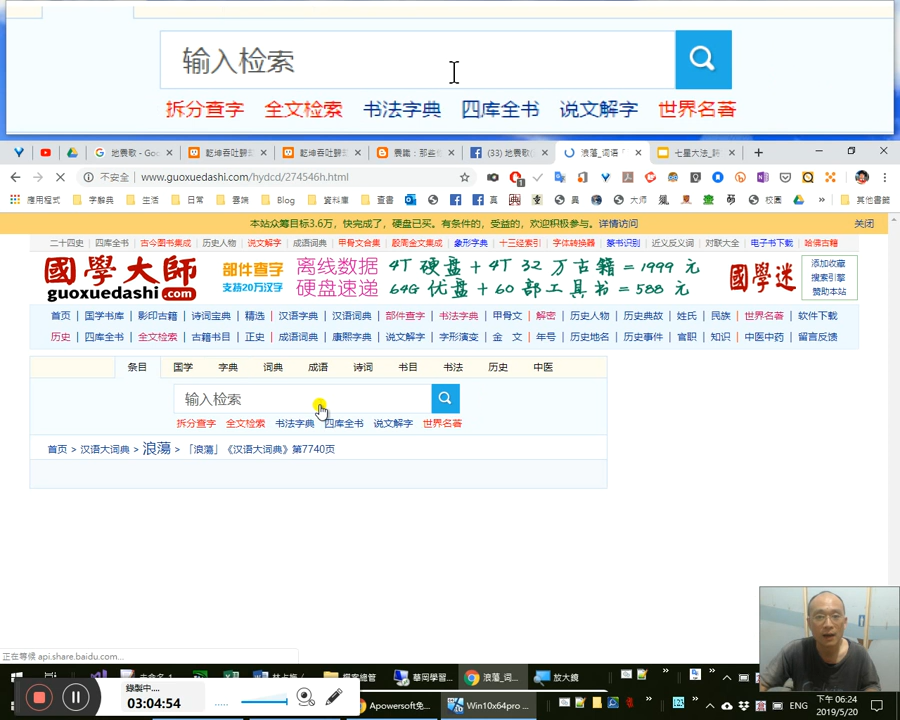 输入检索
拆分查字 全文检索 书法字典 四库全书 说文解字 世界名著
地震歌 - Goo
乾坤吞吐
乾坤吞吐
(33) 地震歌
浪蕩_词语
七星大法_
不安全 www.guoxuedashi.com/hydcd/274546h.html
應用程式 字辭典 生活 日常 雲端 Blog 資料庫 查書 真 大师 校園 其他書籤
本站众筹目标3.6万，快完成了，硬盘已买。有条件的，受益的，欢迎积极参与。详情访问 关闭
二十四史 | 四库全书 | 古今图书集成 | 历史人物 | 说文解字 | 成语词典 | 甲骨文合集 | 殷周金文集成 | 象形字典 | 十三经索引 | 字体转换器 | 篆书识别 | 近义反义词 | 对联大全 | 电子书下载 | 哈佛古籍
國學大師
guoxuedashi.com
部件查字
支持20万汉字
离线数据
硬盘速递
4T 硬盘 + 4T 32 万古籍 = 1999 元
64G 优盘 + 60 部工具书 = 588 元
國學迷
添加收藏
搜索引擎
赞助本站
首页 | 国学书库 | 影印古籍 | 诗词宝典 | 精选 | 汉语字典 | 汉语词典 | 部件查字 | 书法字典 | 甲骨文 | 解密 | 历史人物 | 历史典故 | 姓氏 | 民族 | 世界名著 | 软件下载
历史 | 四库全书 | 全文检索 | 古籍书目 | 正史 | 成语词典 | 康熙字典 | 说文解字 | 字形演变 | 金 文 | 年号 | 历史地名 | 历史事件 | 官职 | 知识 | 中医中药 | 留言反馈
条目 国学 字典 词典 成语 诗词 书目 书法 历史 中医
输入检索
拆分查字 全文检索 书法字典 四库全书 说文解字 世界名著
首页 > 汉语大词典 > 浪蕩 > 「浪蕩」《汉语大词典》第7740页
正在等候 api.share.baidu.com...
放大鏡
錄製中....
03:04:54
Apowersoft免...
Win10x64pro ...
ENG
下午 06:24
2019/5/20